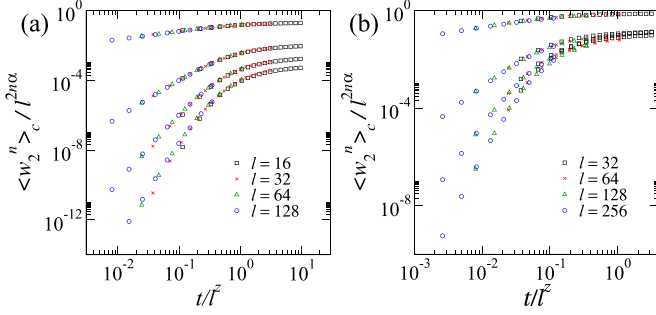 (a)
10^0
10^-4
10^-8
10^-12
<w_2^n>_c / l^2nα
l = 16
l = 32
l = 64
l = 128
10^-2 10^-1 10^0 10^1
t/l^z
(b)
10^0
10^-4
10^-8
<w_2^n>_c / l^2nα
l = 32
l = 64
l = 128
l = 256
10^-3 10^-2 10^-1 10^0
t/l^z